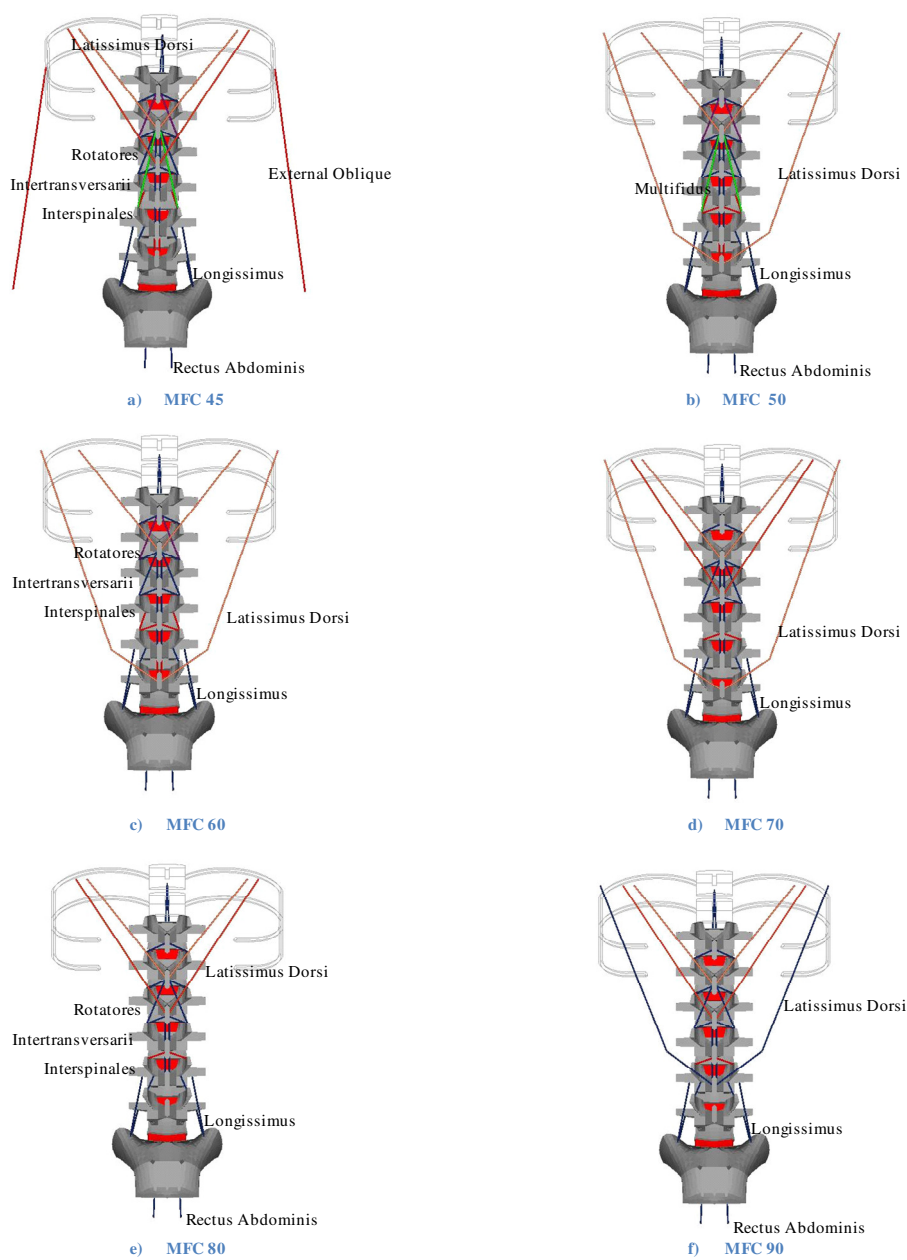 Latissimus Dorsi
Rotatores
External Oblique
Intertransversarii
Interspinales
Longissimus
Rectus Abdominis
a) MFC 45
Latissimus Dorsi
Multifidus
Longissimus
Rectus Abdominis
b) MFC 50
Rotatores
Intertransversarii
Interspinales
Latissimus Dorsi
Longissimus
c) MFC 60
Latissimus Dorsi
Longissimus
d) MFC 70
Latissimus Dorsi
Rotatores
Intertransversarii
Interspinales
Longissimus
Rectus Abdominis
e) MFC 80
Latissimus Dorsi
Longissimus
Rectus Abdominis
f) MFC 90